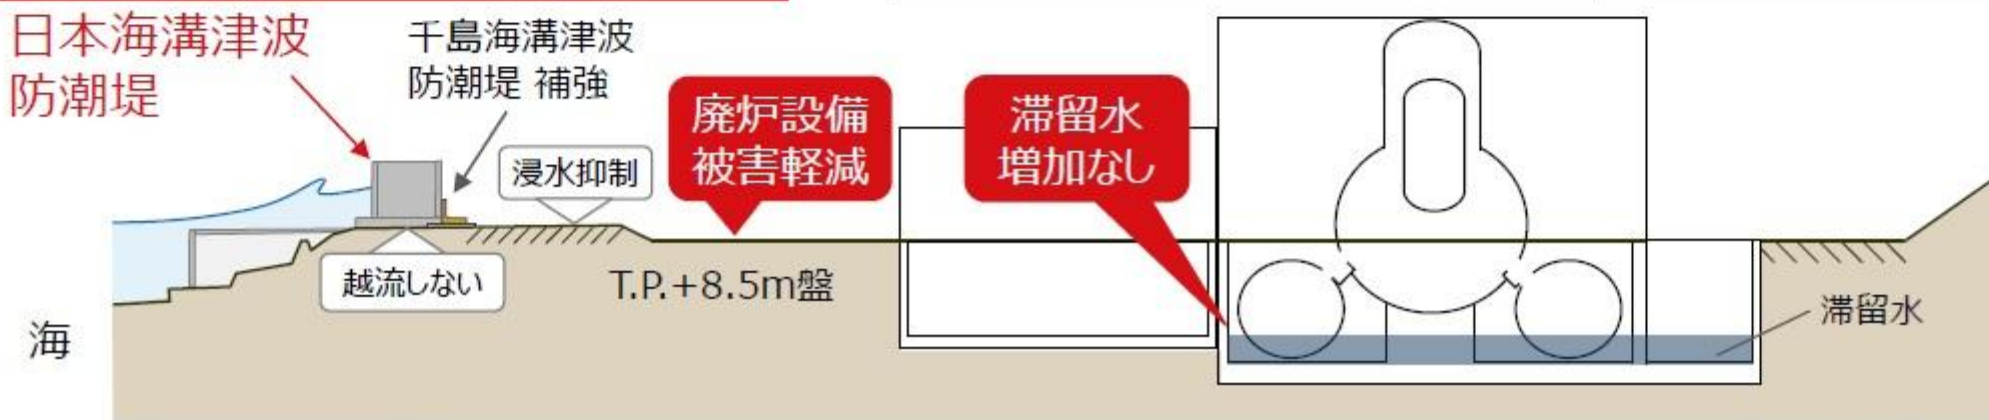 日本海溝津波
防潮堤
千島海溝津波
防潮堤 補強
浸水抑制
廃炉設備
被害軽減
滞留水
増加なし
越流しない
T.P.+8.5m盤
滞留水
海